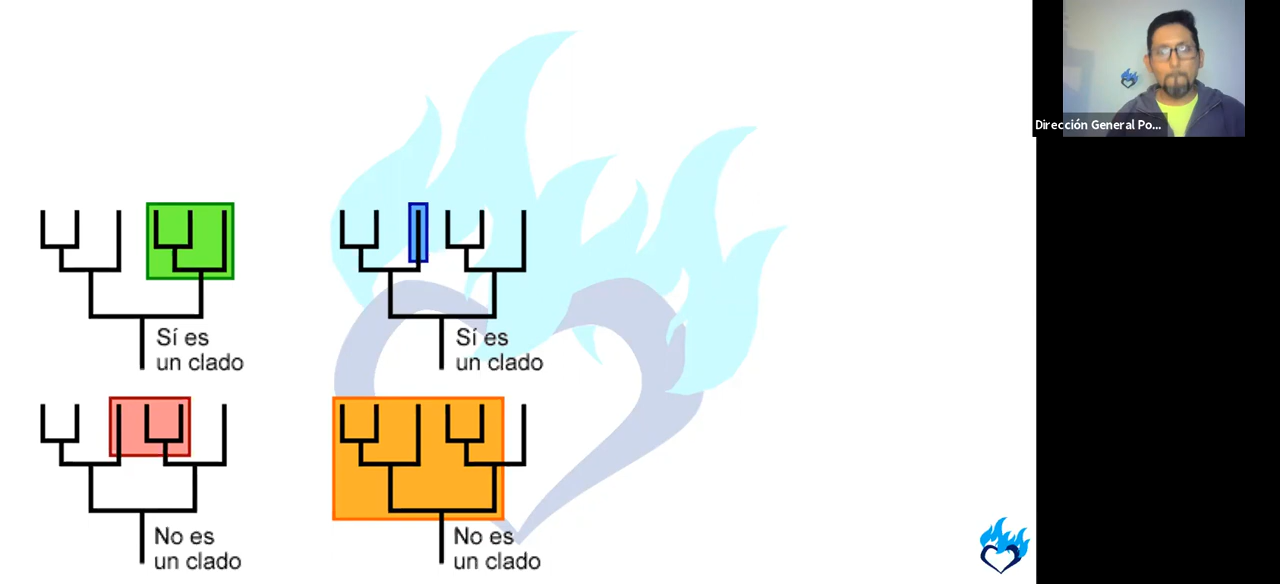 Dirección General Po...
Sí es
un clado
Sí es
un clado
No es
un clado
No es
un clado